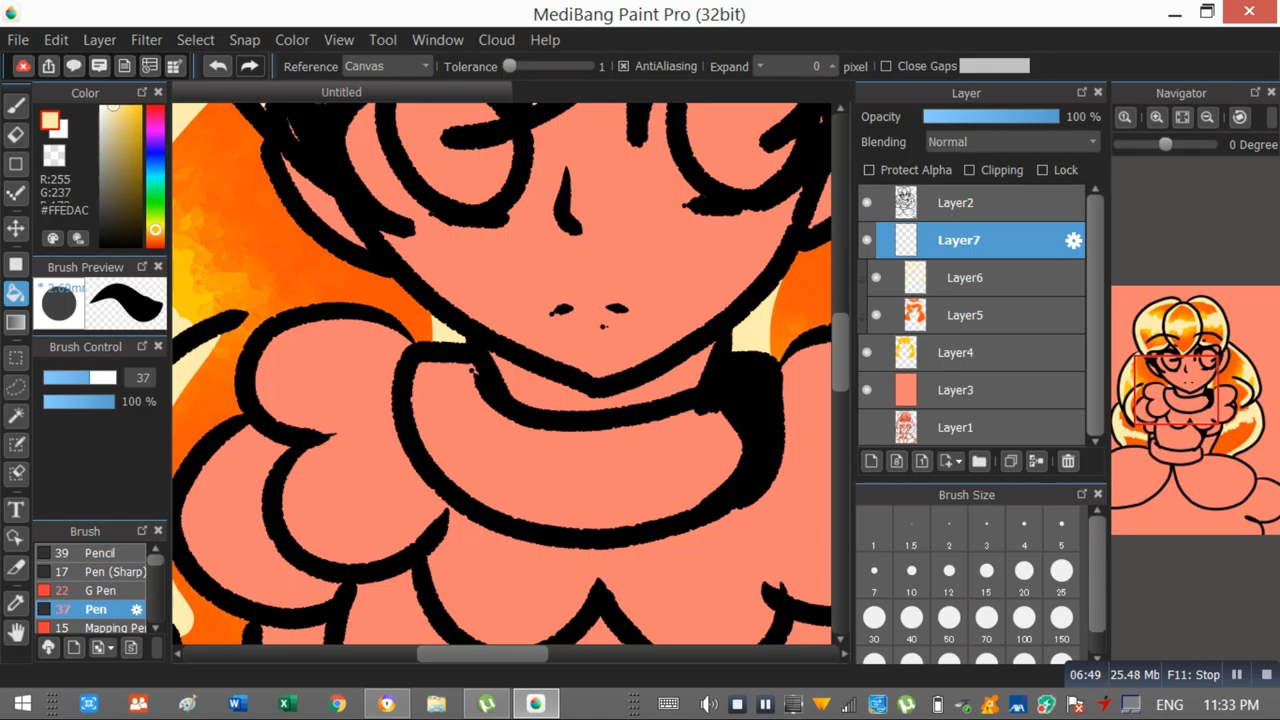 MediBang Paint Pro (32bit)
File Edit Layer Filter Select Snap Color View Tool Window Cloud Help
Reference Canvas Tolerance 1 AntiAliasing Expand 0 pixel Close Gaps
Color
Untitled
Layer
Navigator
Opacity 100 %
0 Degree
Blending Normal
Protect Alpha Clipping Lock
R:255
G:237
#FFEDAC
Layer2
Layer7
Layer6
Layer5
Layer4
Layer3
Layer1
Brush Preview
* 2.69mm
Brush Control
37
100 %
Brush
39 Pencil
17 Pen (Sharp)
22 G Pen
37 Pen
15 Mapping Pen
Brush Size
1 1.5 2 3 4 5
7 10 12 15 20 25
30 40 50 70 100 150
06:49 25.48 Mb F11: Stop
ENG 11:33 PM